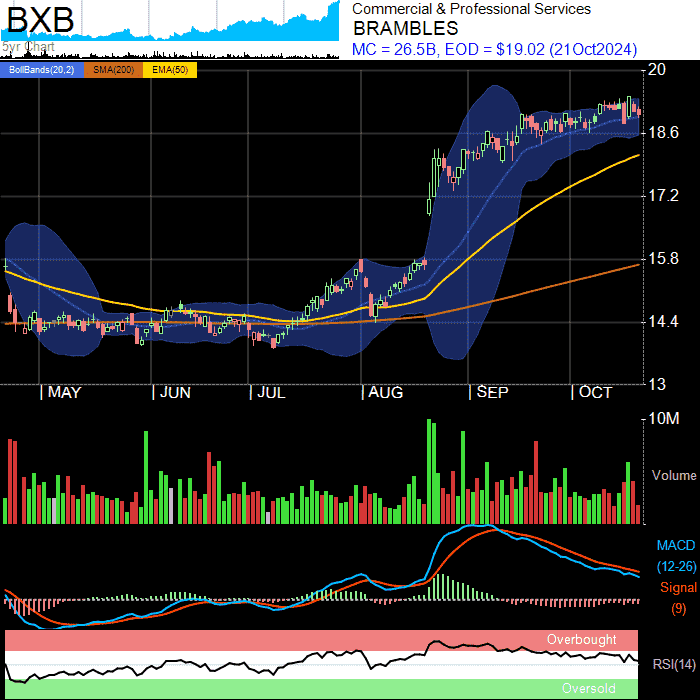 BXB
5yr Chart
Commercial & Professional Services
BRAMBLES
MC = 26.5B, EOD = $19.02 (21Oct2024)
BollBands(20,2) SMA(200) EMA(50)
20
18.6
17.2
15.8
14.4
13
MAY JUN JUL AUG SEP OCT
10M
Volume
MACD
(12-26)
Signal
(9)
Overbought
RSI(14)
Oversold